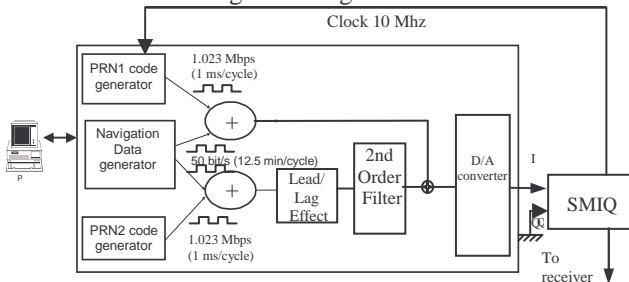 Clock 10 Mhz
PRN1 code
generator
1.023 Mbps
(1 ms/cycle)
+
Navigation
Data
generator
50 bit/s (12.5 min/cycle)
+
Lead/
Lag
Effect
2nd
Order
Filter
D/A
converter
I
SMIQ
P
PRN2 code
generator
1.023 Mbps
(1 ms/cycle)
To
receiver